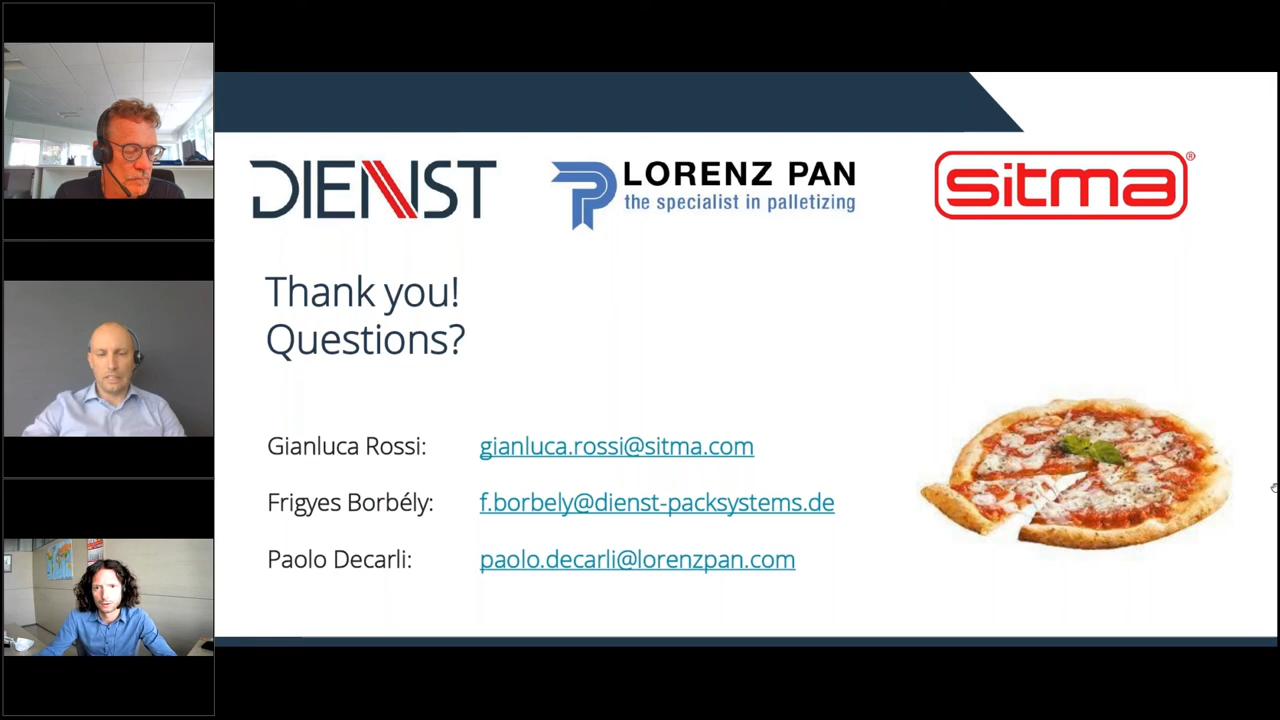 DIENST
LORENZ PAN
the specialist in palletizing
sitma®
Thank you!
Questions?
Gianluca Rossi: gianluca.rossi@sitma.com
Frigyes Borbély: f.borbely@dienst-packsystems.de
Paolo Decarli: paolo.decarli@lorenzpan.com